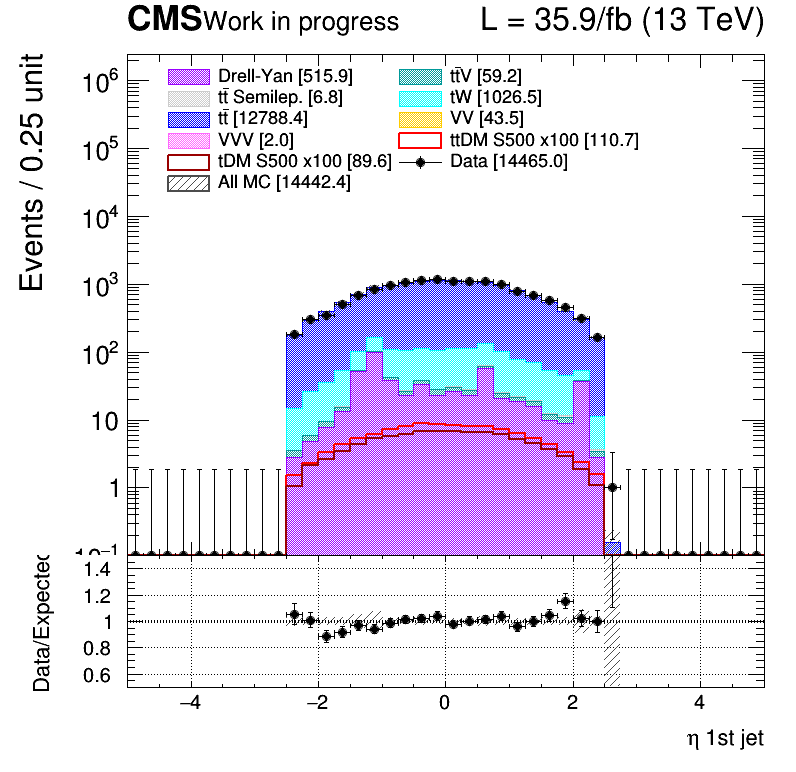 CMS Work in progress L = 35.9/fb (13 TeV)
Drell-Yan [515.9] tt̄V [59.2]
tt̄ Semilep. [6.8] tW [1026.5]
tt̄ [12788.4] VV [43.5]
VVV [2.0] ttDM S500 x100 [110.7]
tDM S500 x100 [89.6] Data [14465.0]
All MC [14442.4]
Events / 0.25 unit
10⁶
10⁵
10⁴
10³
10²
10
1
10⁻¹
Data/Expected
1.4
1.2
1
0.8
0.6
−4 −2 0 2 4
η 1st jet